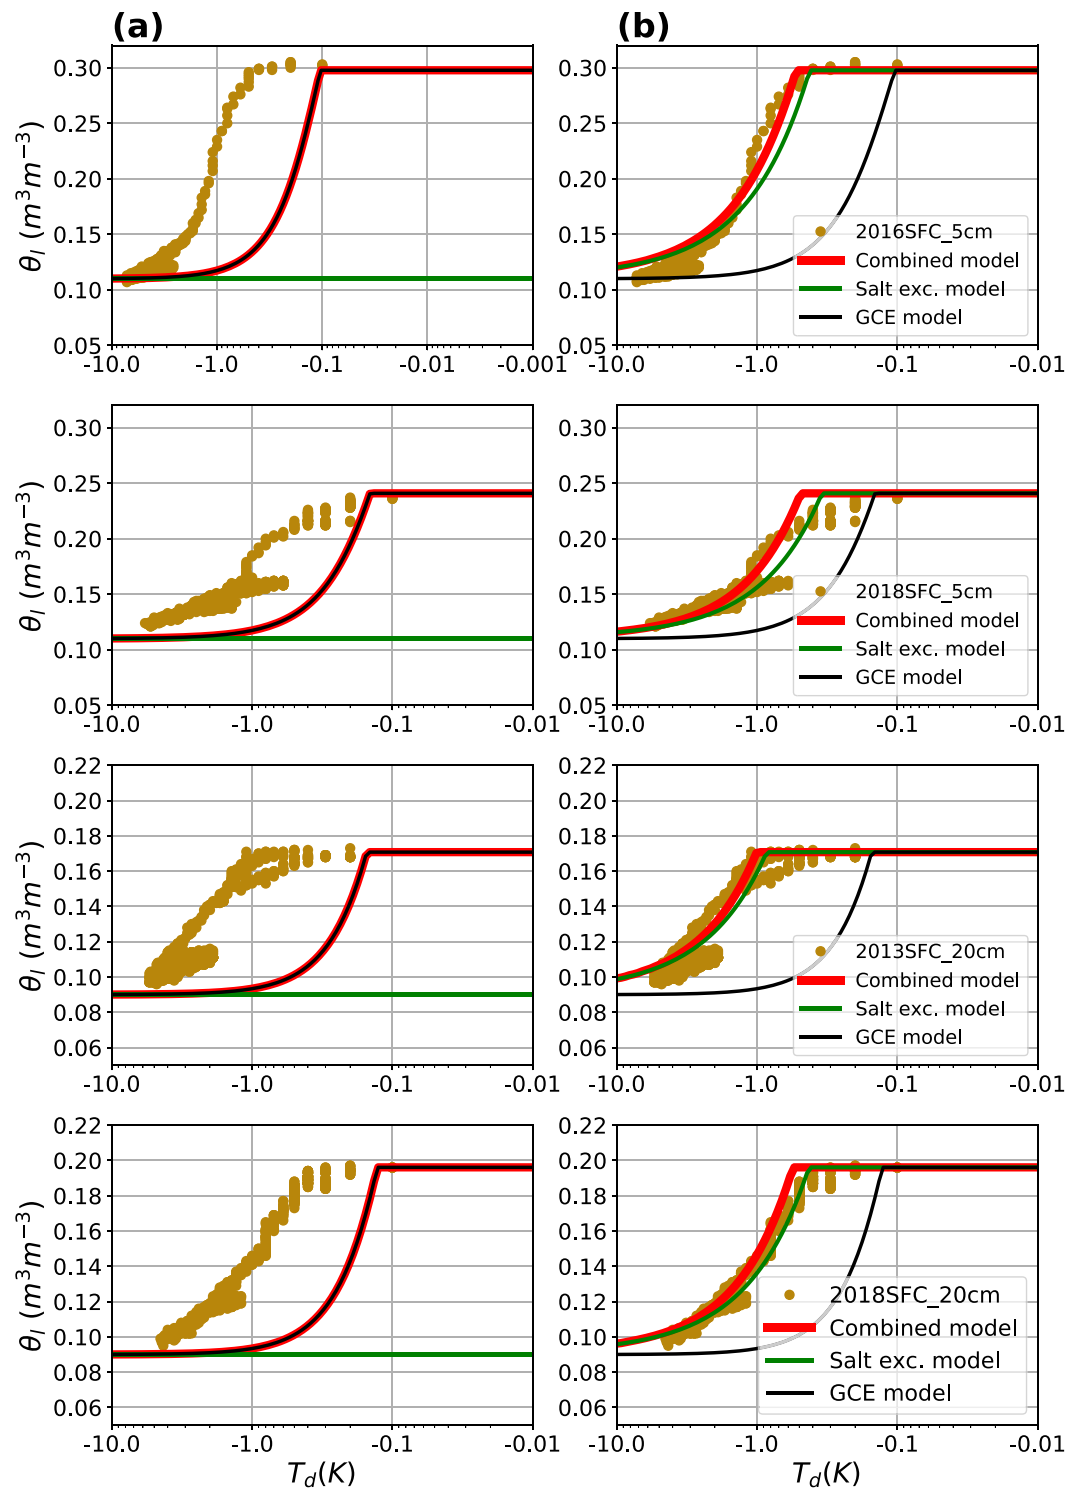 (a) (b)
0.30 0.30
0.25 0.25
0.20 0.20
0.15 0.15
0.10 0.10
0.05 0.05
θl (m³m⁻³)
2016SFC_5cm
Combined model
Salt exc. model
GCE model
-10.0 -1.0 -0.1 -0.01 -0.001 -10.0 -1.0 -0.1 -0.01
0.30 0.30
0.25 0.25
0.20 0.20
0.15 0.15
0.10 0.10
0.05 0.05
θl (m³m⁻³)
2018SFC_5cm
Combined model
Salt exc. model
GCE model
-10.0 -1.0 -0.1 -0.01 -10.0 -1.0 -0.1 -0.01
0.22 0.22
0.20 0.20
0.18 0.18
0.16 0.16
0.14 0.14
0.12 0.12
0.10 0.10
0.08 0.08
0.06 0.06
θl (m³m⁻³)
2013SFC_20cm
Combined model
Salt exc. model
GCE model
-10.0 -1.0 -0.1 -0.01 -10.0 -1.0 -0.1 -0.01
0.22 0.22
0.20 0.20
0.18 0.18
0.16 0.16
0.14 0.14
0.12 0.12
0.10 0.10
0.08 0.08
0.06 0.06
θl (m³m⁻³)
2018SFC_20cm
Combined model
Salt exc. model
GCE model
-10.0 -1.0 -0.1 -0.01 -10.0 -1.0 -0.1 -0.01
Td(K) Td(K)